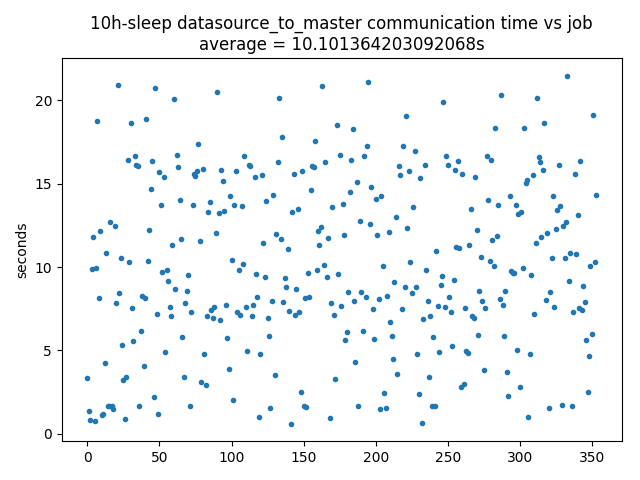 10h-sleep datasource_to_master communication time vs job
average = 10.101364203092068s
20
15
seconds
10
5
0
0 50 100 150 200 250 300 350